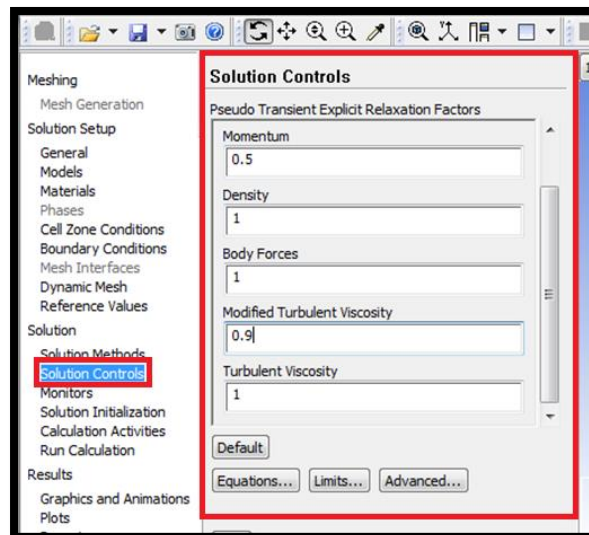 Meshing
Mesh Generation
Solution Setup
General
Models
Materials
Phases
Cell Zone Conditions
Boundary Conditions
Mesh Interfaces
Dynamic Mesh
Reference Values
Solution
Solution Methods
Solution Controls
Monitors
Solution Initialization
Calculation Activities
Run Calculation
Results
Graphics and Animations
Plots
Solution Controls
Pseudo Transient Explicit Relaxation Factors
Momentum
0.5
Density
1
Body Forces
1
Modified Turbulent Viscosity
0.9
Turbulent Viscosity
1
Default
Equations... Limits... Advanced...
1